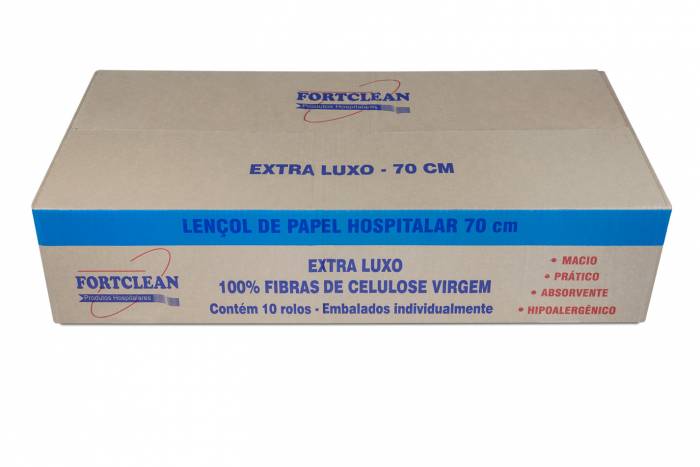 FORTCLEAN
Produtos Hospitalares
EXTRA LUXO - 70 CM
LENÇOL DE PAPEL HOSPITALAR 70 cm
FORTCLEAN
Produtos Hospitalares
EXTRA LUXO
100% FIBRAS DE CELULOSE VIRGEM
Contém 10 rolos - Embalados individualmente
• MACIO
• PRÁTICO
• ABSORVENTE
• HIPOALERGÊNICO